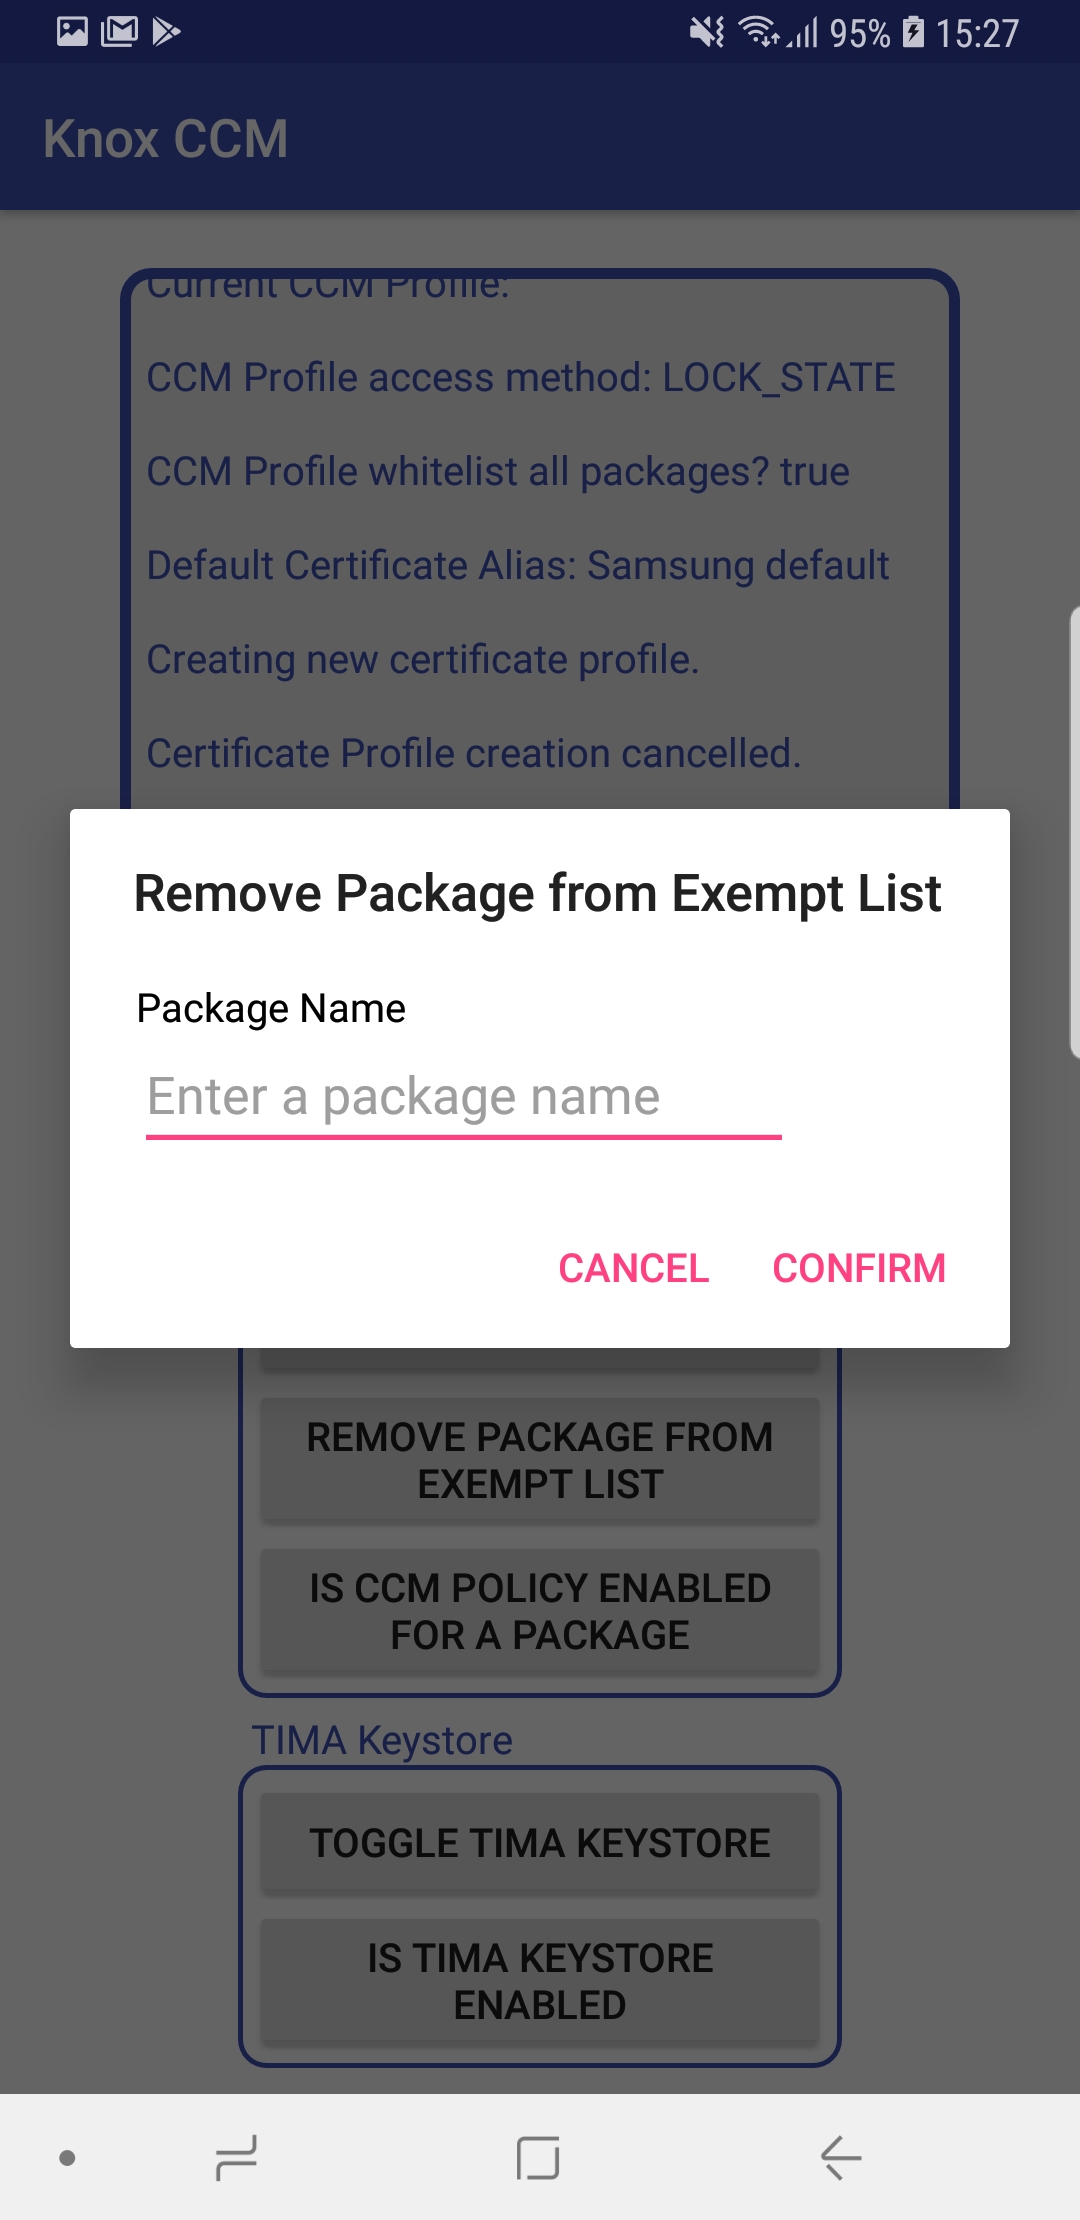 95% 15:27
Knox CCM
Current CCM Profile:
CCM Profile access method: LOCK_STATE
CCM Profile whitelist all packages? true
Default Certificate Alias: Samsung default
Creating new certificate profile.
Certificate Profile creation cancelled.
Remove Package from Exempt List
Package Name
Enter a package name
CANCEL CONFIRM
REMOVE PACKAGE FROM
EXEMPT LIST
IS CCM POLICY ENABLED
FOR A PACKAGE
TIMA Keystore
TOGGLE TIMA KEYSTORE
IS TIMA KEYSTORE
ENABLED